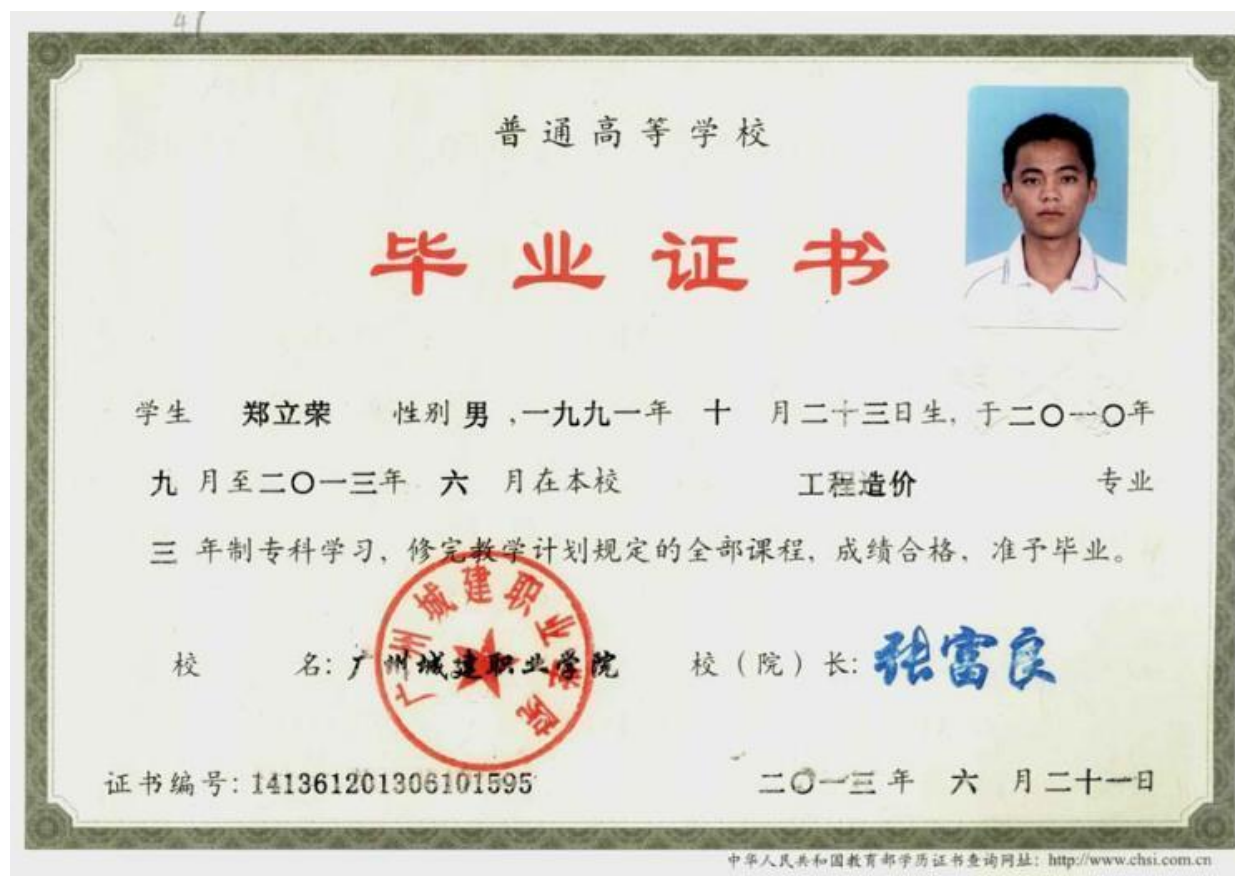 普通高等学校
毕业证书
学生 郑立荣 性别 男 ,一九九一年 十 月二十三日生, 于二〇一〇年
九 月至二〇一三年 六 月在本校 工程造价 专业
三 年制专科学习, 修完教学计划规定的全部课程, 成绩合格, 准予毕业。
广州城建职业学院
校 名: 广州城建职业学院 校(院)长: 张富良
证书编号: 141361201306101595 二〇一三年 六 月二十一日
中华人民共和国教育部学历证书查询网址: http://www.chsi.com.cn